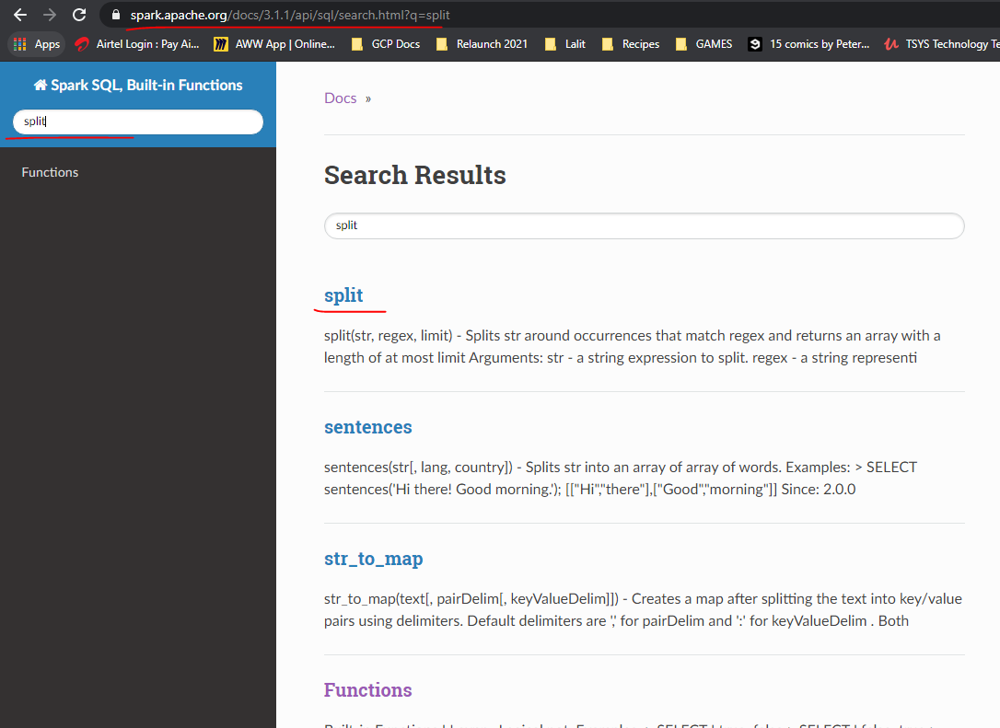 spark.apache.org/docs/3.1.1/api/sql/search.html?q=split
Apps Airtel Login : Pay Ai... AWW App | Online... GCP Docs Relaunch 2021 Lalit Recipes GAMES 15 comics by Peter... TSYS Technology Te
Spark SQL, Built-in Functions
split
Functions
Docs »
Search Results
split
split
split(str, regex, limit) - Splits str around occurrences that match regex and returns an array with a
length of at most limit Arguments: str - a string expression to split. regex - a string representi
sentences
sentences(str[, lang, country]) - Splits str into an array of array of words. Examples: > SELECT
sentences('Hi there! Good morning.'); [["Hi","there"],["Good","morning"]] Since: 2.0.0
str_to_map
str_to_map(text[, pairDelim[, keyValueDelim]]) - Creates a map after splitting the text into key/value
pairs using delimiters. Default delimiters are ',' for pairDelim and ':' for keyValueDelim . Both
Functions